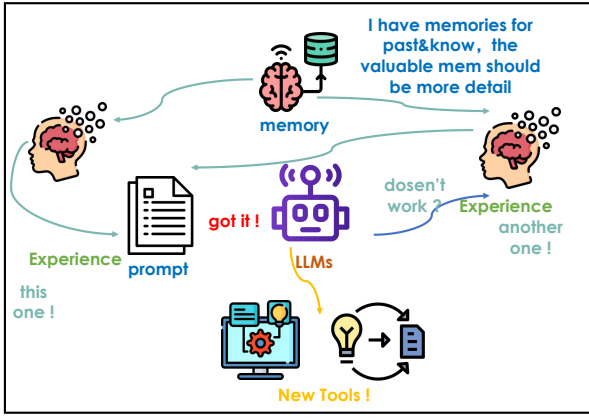 I have memories for
past&know, the
valuable mem should
be more detail
memory
dosen't
work ?
Experience
another
one !
got it !
LLMs
prompt
Experience
this
one !
New Tools !